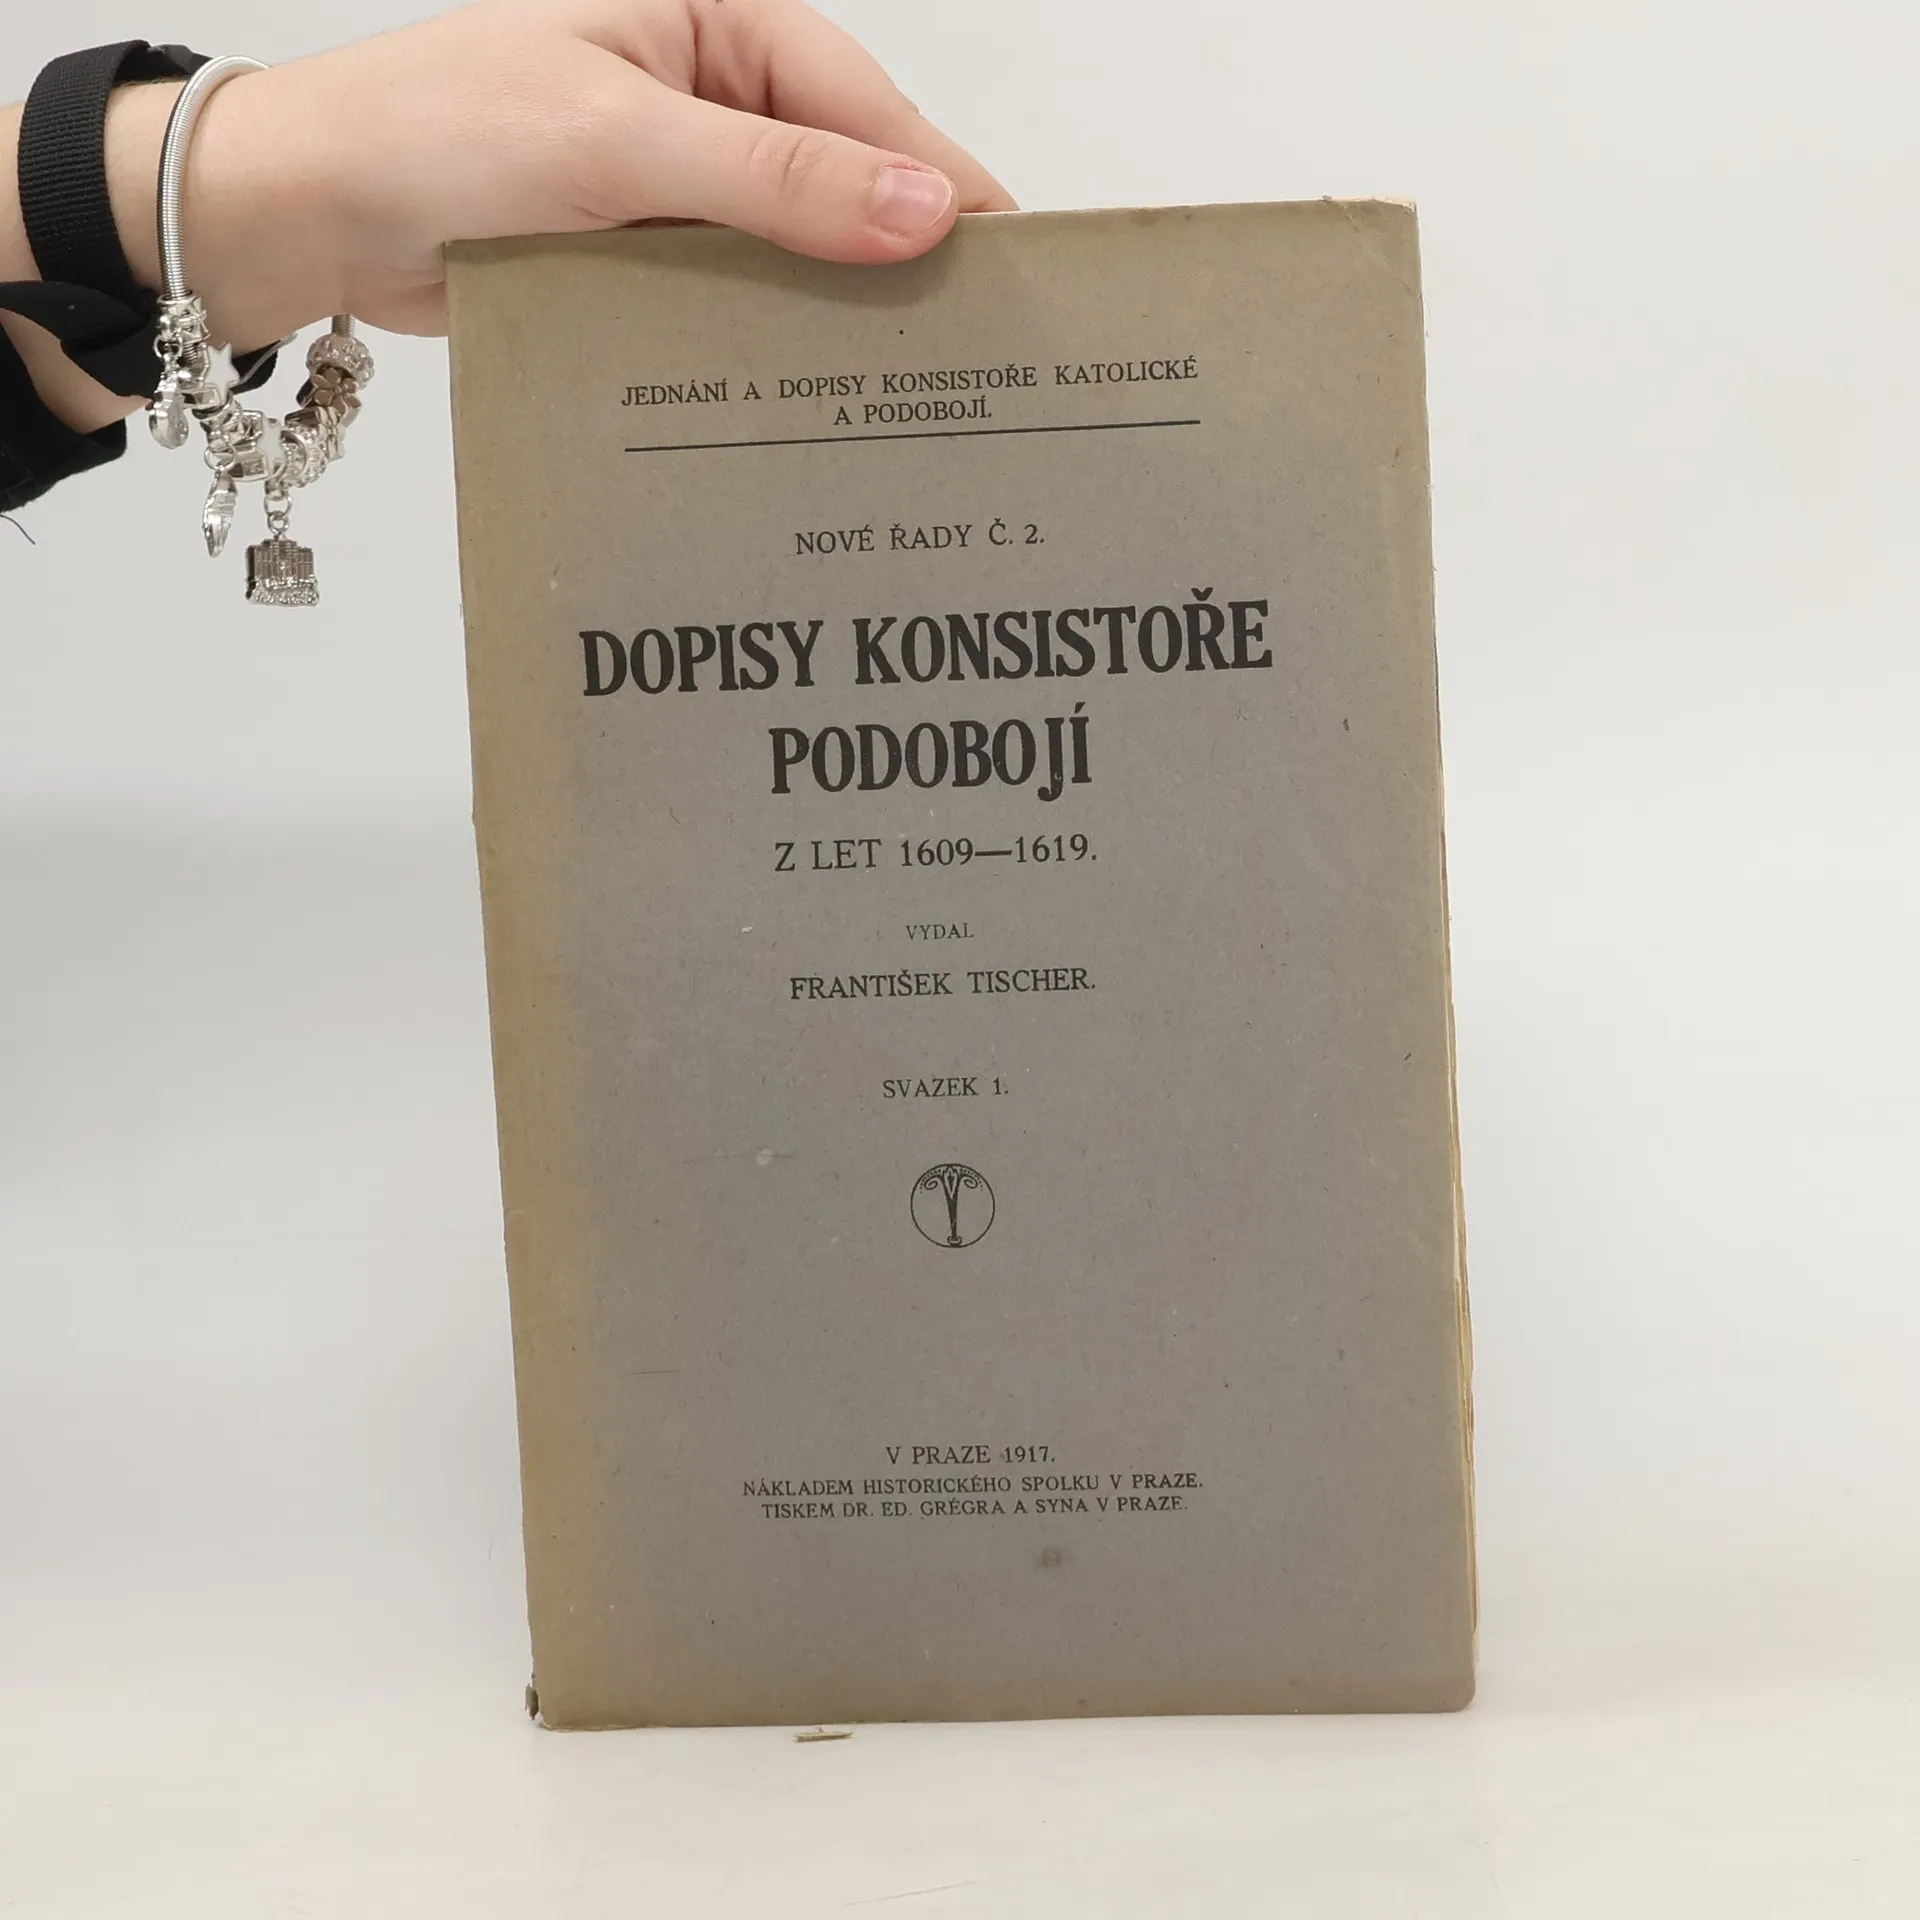 JEDNÁNÍ A DOPISY KONSISTOŘE KATOLICKÉ
A PODOBOJÍ.
NOVÉ ŘADY Č. 2.
DOPISY KONSISTOŘE
PODOBOJÍ
Z LET 1609—1619.
VYDAL
FRANTIŠEK TISCHER.
SVAZEK 1.
V PRAZE 1917.
NÁKLADEM HISTORICKÉHO SPOLKU V PRAZE.
TISKEM DR. ED. GRÉGRA A SYNA V PRAZE.